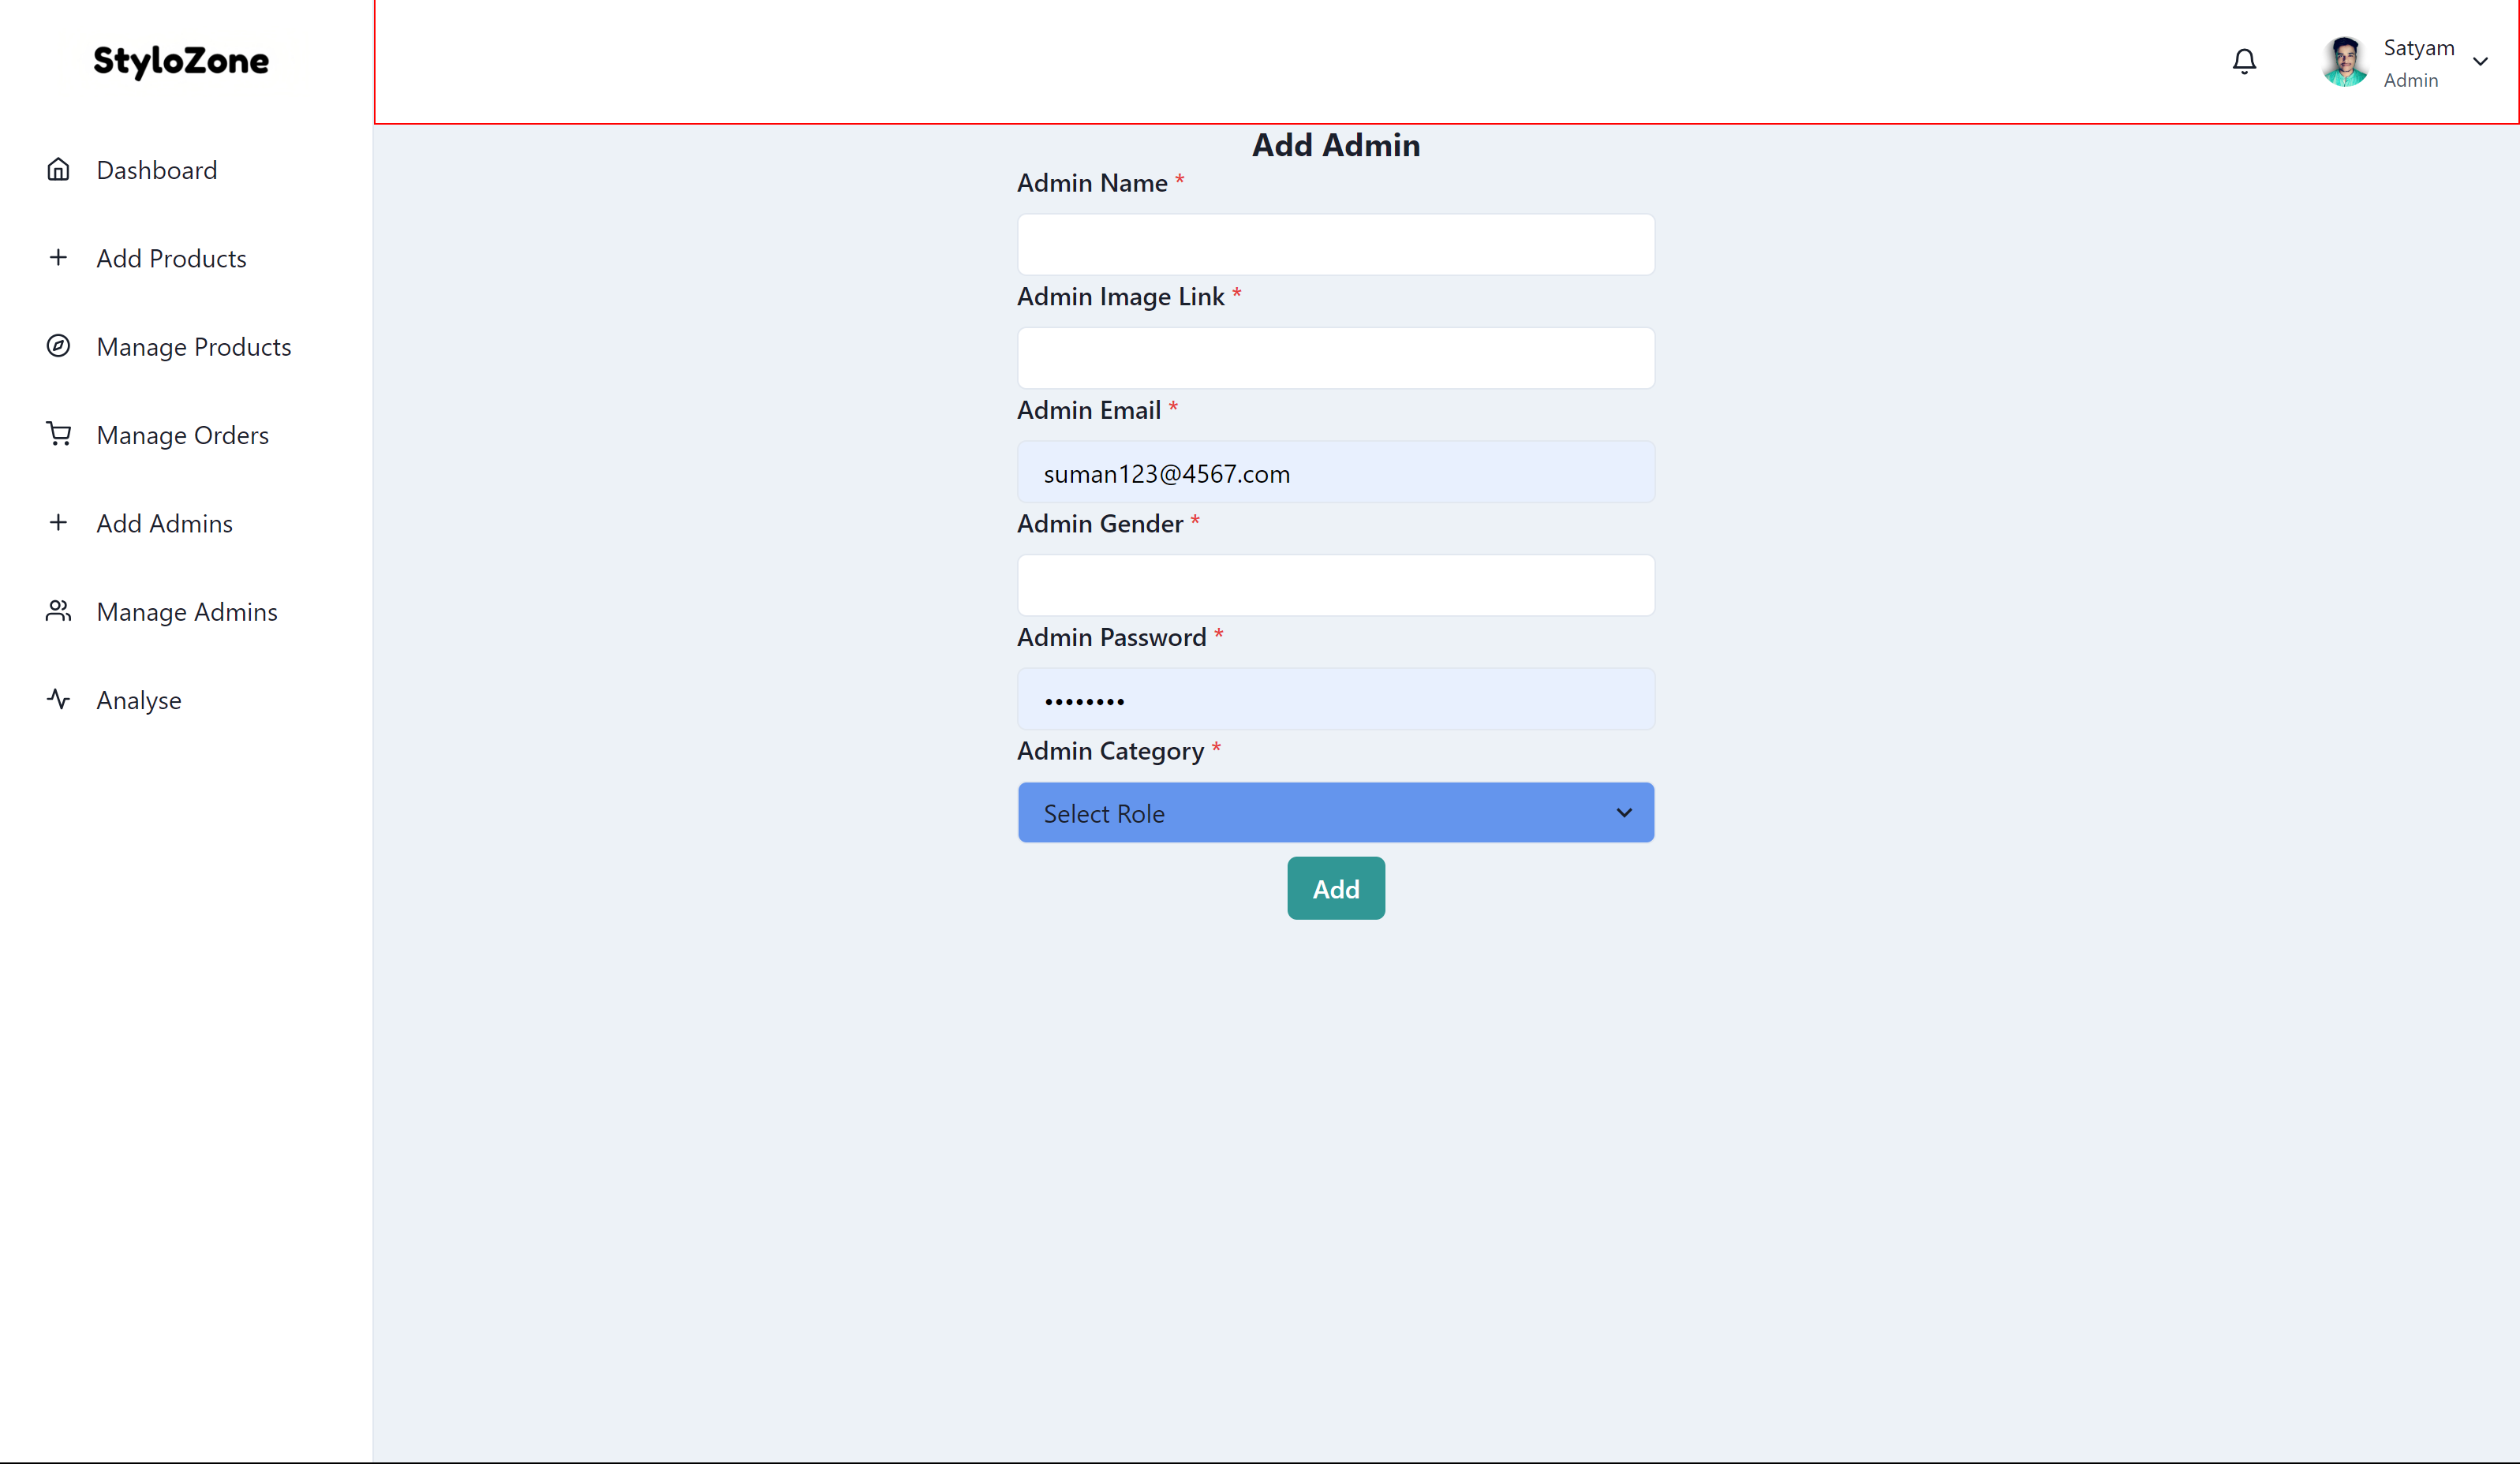 StyloZone
Satyam
Admin
Dashboard
Add Products
Manage Products
Manage Orders
Add Admins
Manage Admins
Analyse
Add Admin
Admin Name *
Admin Image Link *
Admin Email *
suman123@4567.com
Admin Gender *
Admin Password *
••••••••
Admin Category *
Select Role
Add